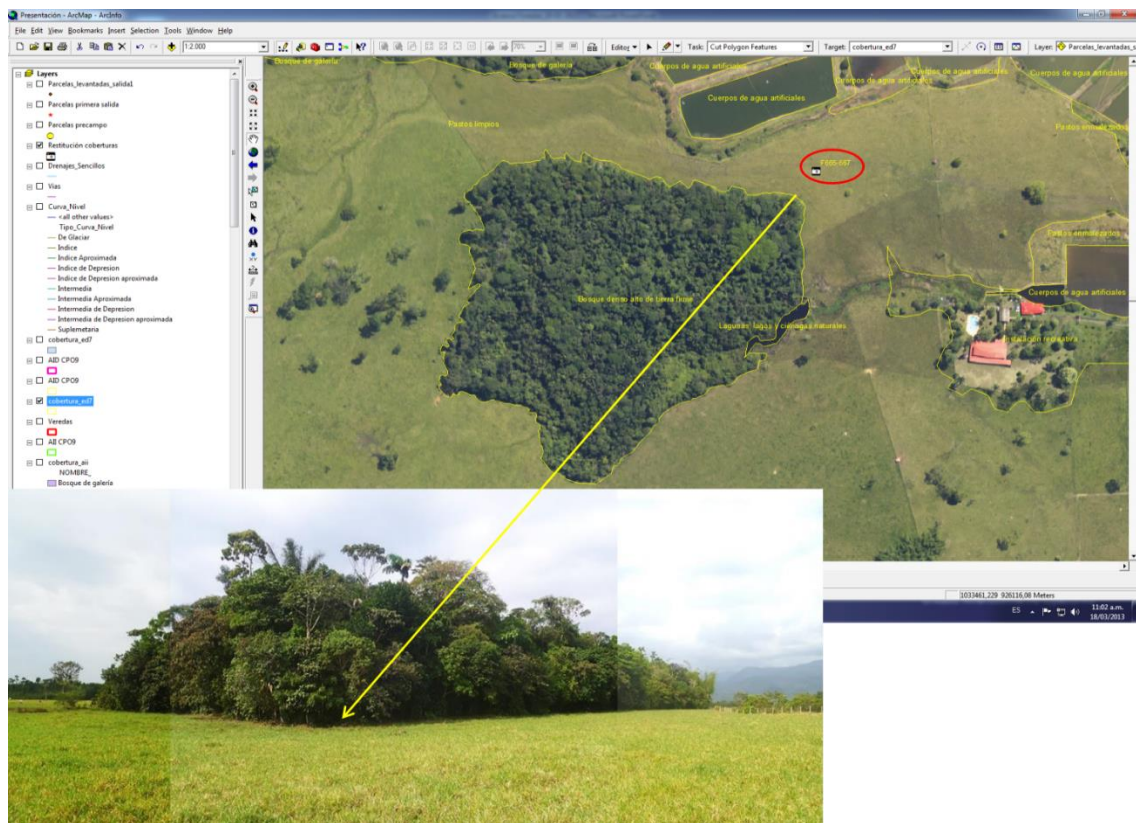 Presentación - ArcMap - ArcInfo
File Edit View Bookmarks Insert Selection Tools Window Help
1:2.000
Editor
Task: Cut Polygon Features
Target: cobertura_ed7
Layer: Parcelas_levantadas_s
Layers
Parcelas_levantadas_salida1
Parcelas primera salida
Parcelas precampo
Restitución coberturas
Drenajes_Sencillos
Vias
Curva_Nivel
<all other values>
Tipo_Curva_Nivel
De Glaciar
Indice
Indice Aproximada
Indice de Depresion
Indice de Depresion aproximada
Intermedia
Intermedia Aproximada
Intermedia de Depresion
Intermedia de Depresion aproximada
Suplemetaria
cobertura_ed7
AID CPO9
AID CPO9
cobertura_ed7
Veredas
AII CPO9
cobertura_aii
NOMBRE_
Bosque de galería
Bosque de galería
Bosque de galería
Cuerpos de agua artificiales
Cuerpos de agua artificiales
Cuerpos de agua artificiales
Cuerpos de agua artificiales
Cuerpos de agua artificiales
Pastos limpios
Pastos enmalezados
Bosque denso alto de tierra firme
Lagunas, lagos y ciénagas naturales
Cuerpos de agua artificiales
Instalación recreativa
1033461,229 926116,08 Meters
ES
11:02 a.m.
18/03/2013